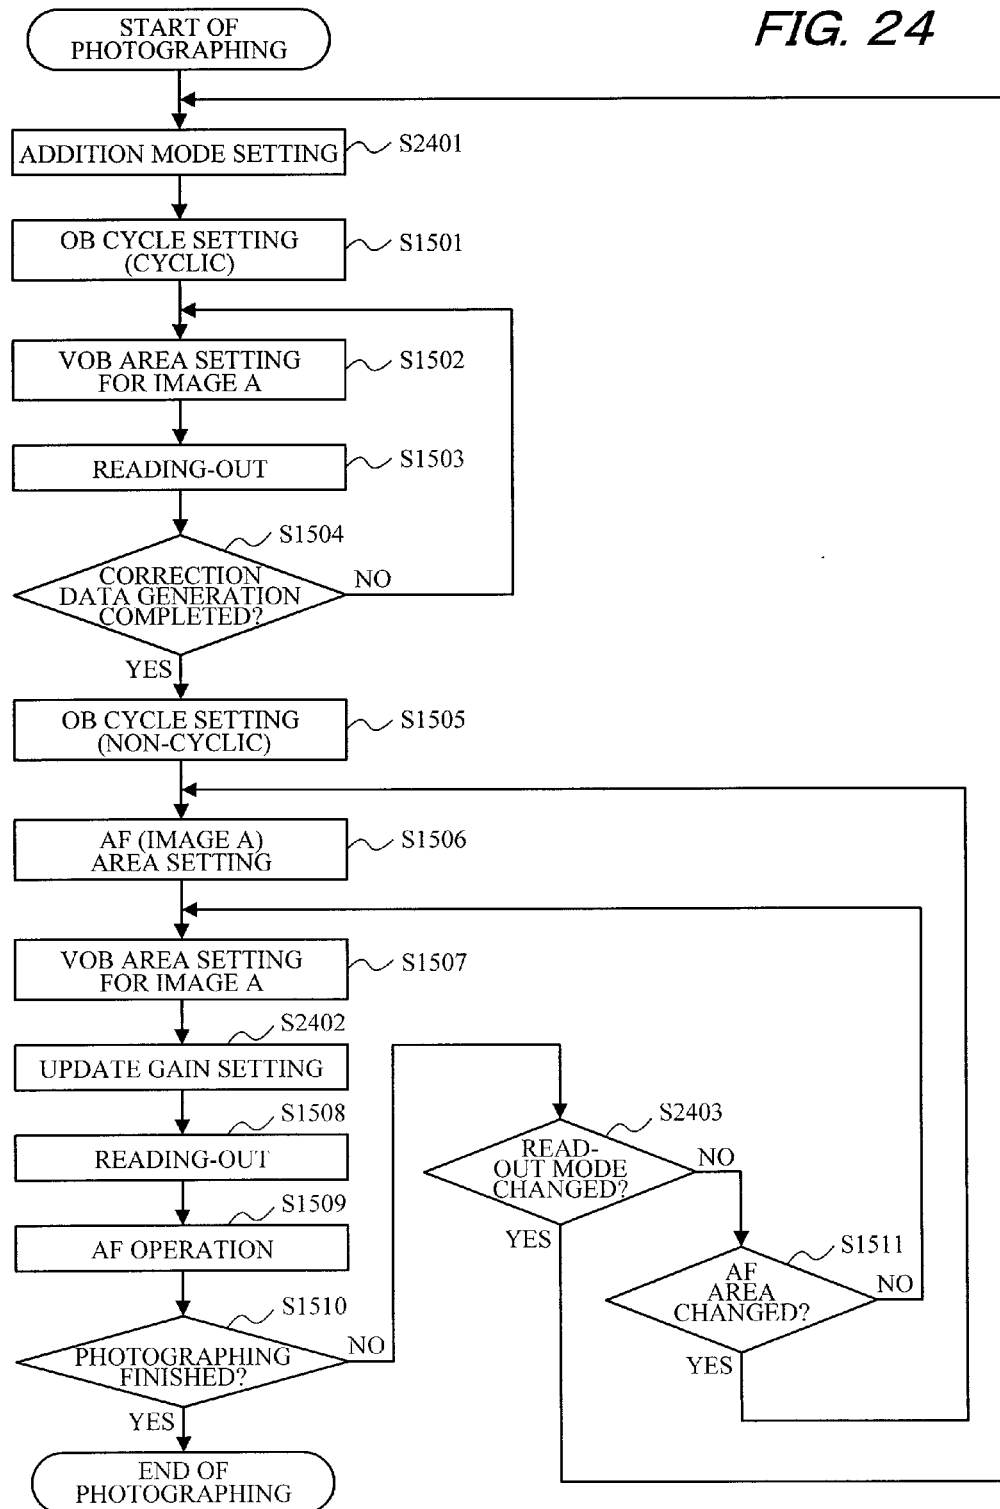 FIG. 24
START OF
PHOTOGRAPHING
ADDITION MODE SETTING
S2401
OB CYCLE SETTING
(CYCLIC)
S1501
VOB AREA SETTING
FOR IMAGE A
S1502
READING-OUT
S1503
S1504
CORRECTION
DATA GENERATION
COMPLETED?
NO
YES
OB CYCLE SETTING
(NON-CYCLIC)
S1505
AF (IMAGE A)
AREA SETTING
S1506
VOB AREA SETTING
FOR IMAGE A
S1507
S2402
UPDATE GAIN SETTING
S1508
READING-OUT
S1509
AF OPERATION
S1510
PHOTOGRAPHING
FINISHED?
NO
YES
END OF
PHOTOGRAPHING
S2403
READ-
OUT MODE
CHANGED?
NO
YES
S1511
AF
AREA
CHANGED?
NO
YES